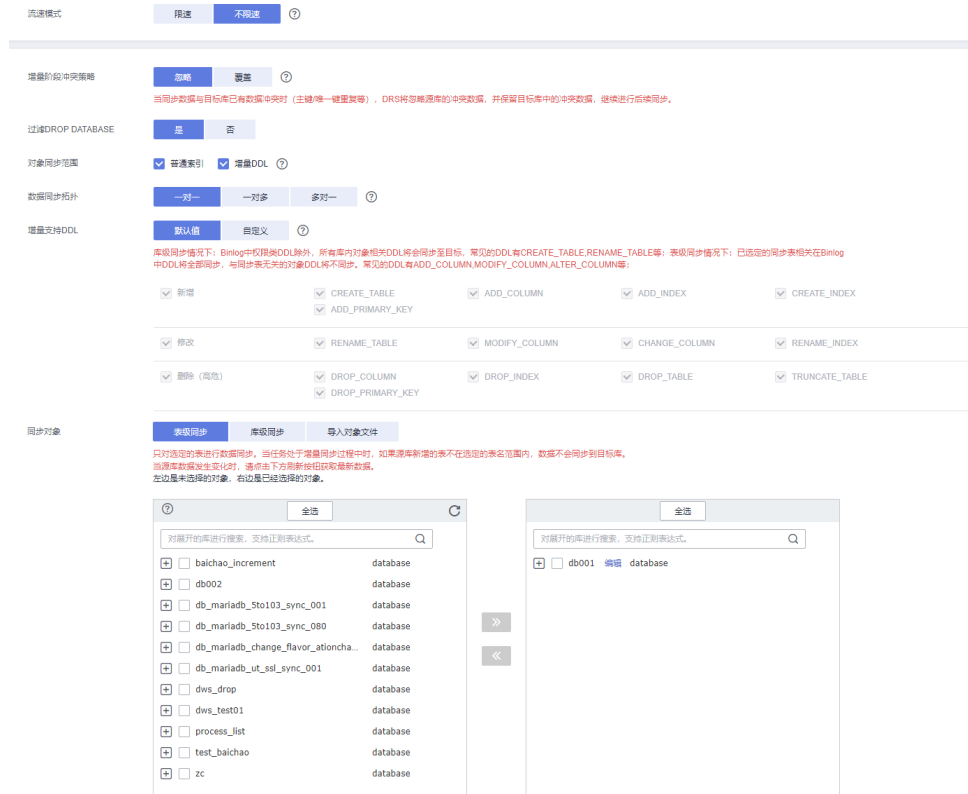 流速模式 限速 不限速
增量阶段冲突策略 忽略 覆盖
当同步数据与目标库已有数据冲突时（主键/唯一键重复等），DRS将忽略源库的冲突数据，并保留目标库中的冲突数据，继续进行后续同步。
过滤DROP DATABASE 是 否
对象同步范围 普通索引 增量DDL
数据同步拓扑 一对一 一对多 多对一
增量支持DDL 默认值 自定义
库级同步情况下：Binlog中权限类DDL除外，所有库内对象相关DDL将会同步至目标，常见的DDL有CREATE_TABLE,RENAME_TABLE等；表级同步情况下：已选定的同步表相关在Binlog
中DDL将全部同步，与同步表无关的对象DDL将不同步。常见的DDL有ADD_COLUMN,MODIFY_COLUMN,ALTER_COLUMN等；
新增 CREATE_TABLE ADD_COLUMN ADD_INDEX CREATE_INDEX
ADD_PRIMARY_KEY
修改 RENAME_TABLE MODIFY_COLUMN CHANGE_COLUMN RENAME_INDEX
删除（高危） DROP_COLUMN DROP_INDEX DROP_TABLE TRUNCATE_TABLE
DROP_PRIMARY_KEY
同步对象 表级同步 库级同步 导入对象文件
只对选定的表进行数据同步。当任务处于增量同步过程中时，如果源库新增的表不在选定的表名范围内，数据不会同步到目标库。
当源库数据发生变化时，请点击下方刷新按钮获取最新数据。
左边是未选择的对象，右边是已经选择的对象。
全选 全选
对展开的库进行搜索，支持正则表达式。 对展开的库进行搜索，支持正则表达式。
baichao_increment database db001 编辑 database
db002 database
db_mariadb_5to103_sync_001 database
db_mariadb_5to103_sync_080 database
db_mariadb_change_flavor_ationcha... database
db_mariadb_ut_ssl_sync_001 database
dws_drop database
dws_test01 database
process_list database
test_baichao database
zc database